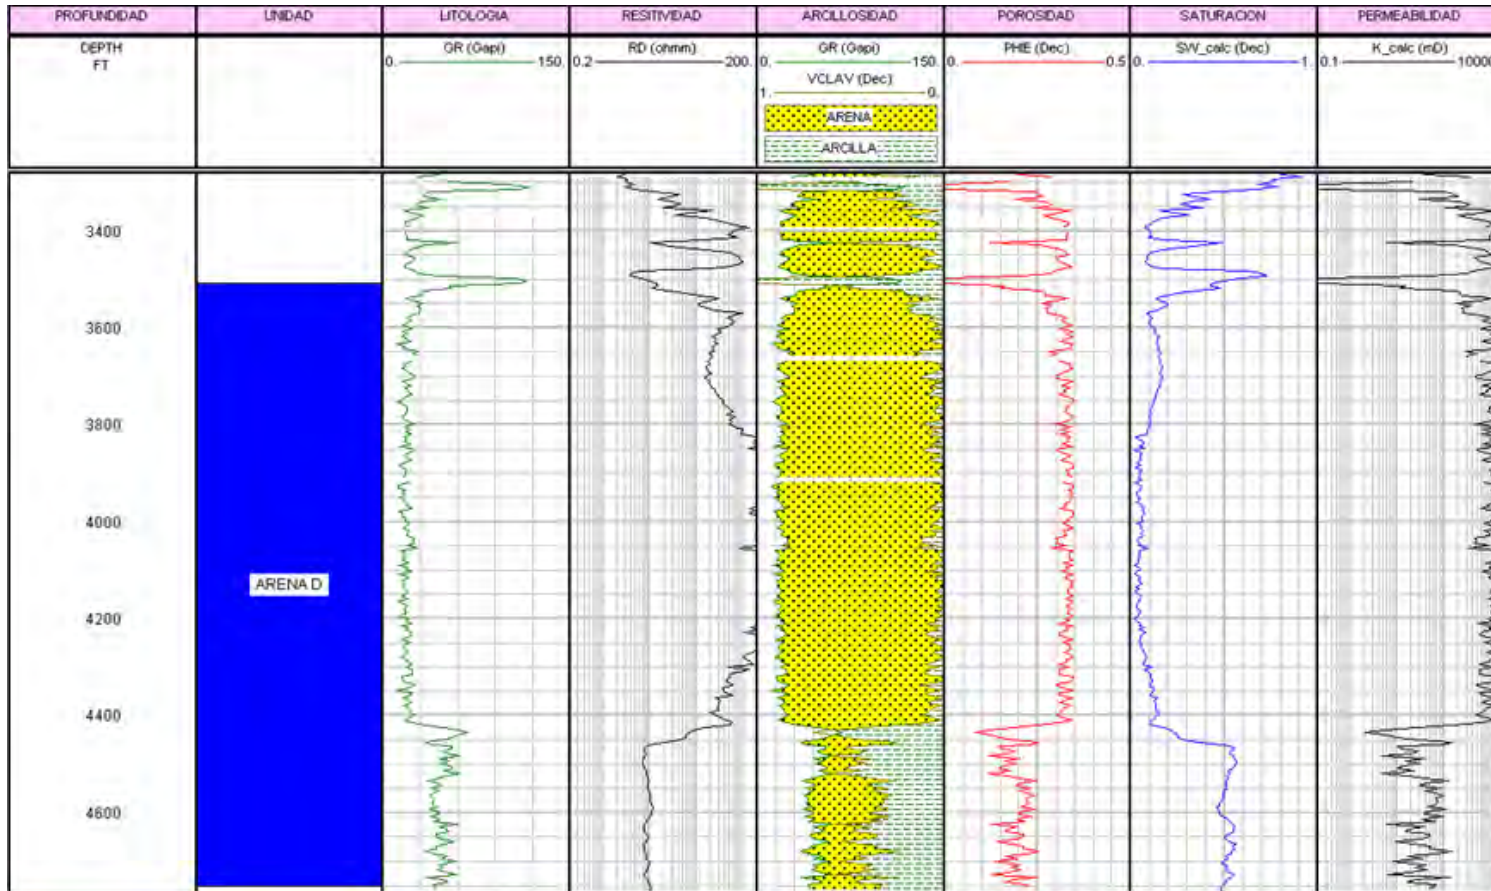 PROFUNDIDAD UNIDAD LITOLOGIA RESITIVIDAD ARCILLOSIDAD POROSIDAD SATURACION PERMEABILIDAD
DEPTH GR (Gapi) RD (ohmm) GR (Gapi) PHIE (Dec) SW_calc (Dec) K_calc (mD)
FT 0. 150. 0.2 200. 0. 150. 0. 0.5 0. 1. 0.1 10000
VCLAV (Dec)
1. 0.
ARENA
ARCILLA
3400
3600
3800
4000
ARENA D
4200
4400
4600